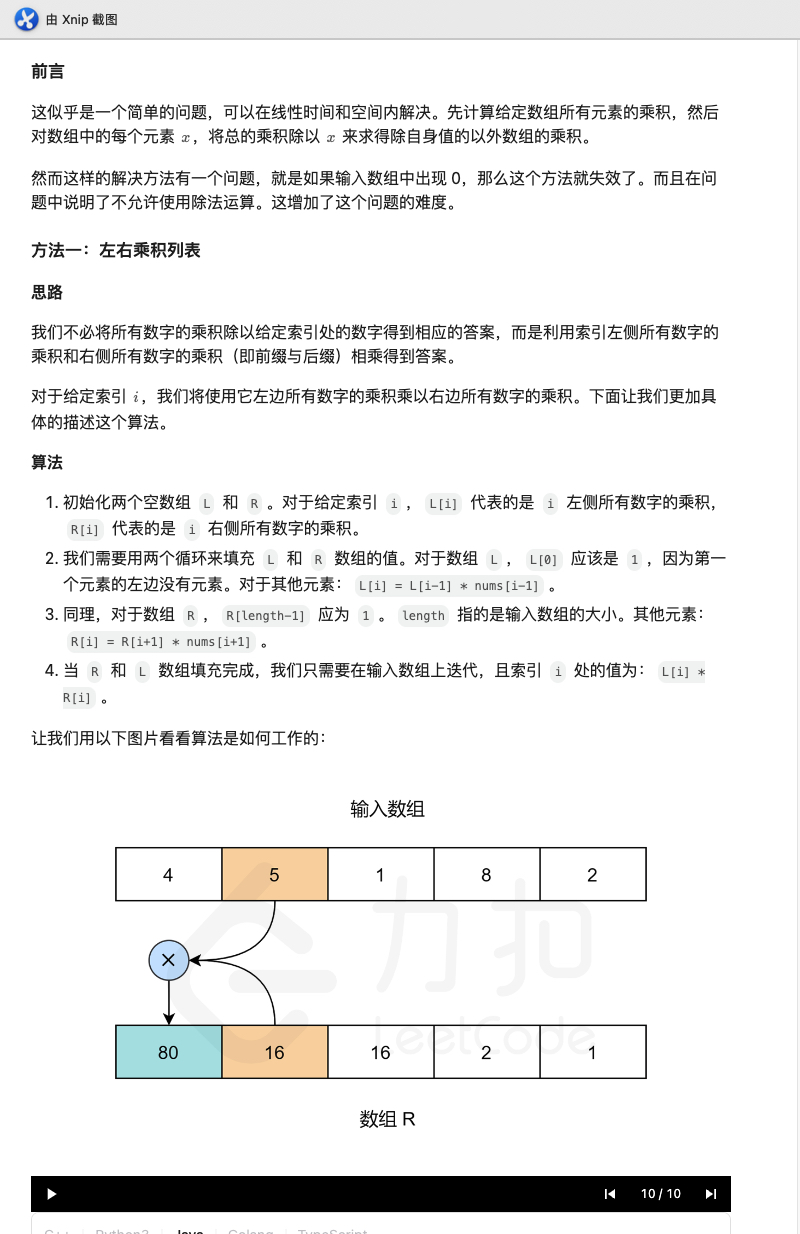 由 Xnip 截图
前言
这似乎是一个简单的问题，可以在线性时间和空间内解决。先计算给定数组所有元素的乘积，然后
对数组中的每个元素 x，将总的乘积除以 x 来求得除自身值的以外数组的乘积。
然而这样的解决方法有一个问题，就是如果输入数组中出现 0，那么这个方法就失效了。而且在问
题中说明了不允许使用除法运算。这增加了这个问题的难度。
方法一：左右乘积列表
思路
我们不必将所有数字的乘积除以给定索引处的数字得到相应的答案，而是利用索引左侧所有数字的
乘积和右侧所有数字的乘积（即前缀与后缀）相乘得到答案。
对于给定索引 i，我们将使用它左边所有数字的乘积乘以右边所有数字的乘积。下面让我们更加具
体的描述这个算法。
算法
1. 初始化两个空数组 L 和 R 。对于给定索引 i ， L[i] 代表的是 i 左侧所有数字的乘积，
R[i] 代表的是 i 右侧所有数字的乘积。
2. 我们需要用两个循环来填充 L 和 R 数组的值。对于数组 L ， L[0] 应该是 1 ，因为第一
个元素的左边没有元素。对于其他元素： L[i] = L[i-1] * nums[i-1] 。
3. 同理，对于数组 R ， R[length-1] 应为 1 。 length 指的是输入数组的大小。其他元素：
R[i] = R[i+1] * nums[i+1] 。
4. 当 R 和 L 数组填充完成，我们只需要在输入数组上迭代，且索引 i 处的值为： L[i] *
R[i] 。
让我们用以下图片看看算法是如何工作的：
输入数组
4 5 1 8 2
力扣
×
LeetCode
80 16 16 2 1
数组 R
10 / 10
C++ Python3 Java Golang TypeScript